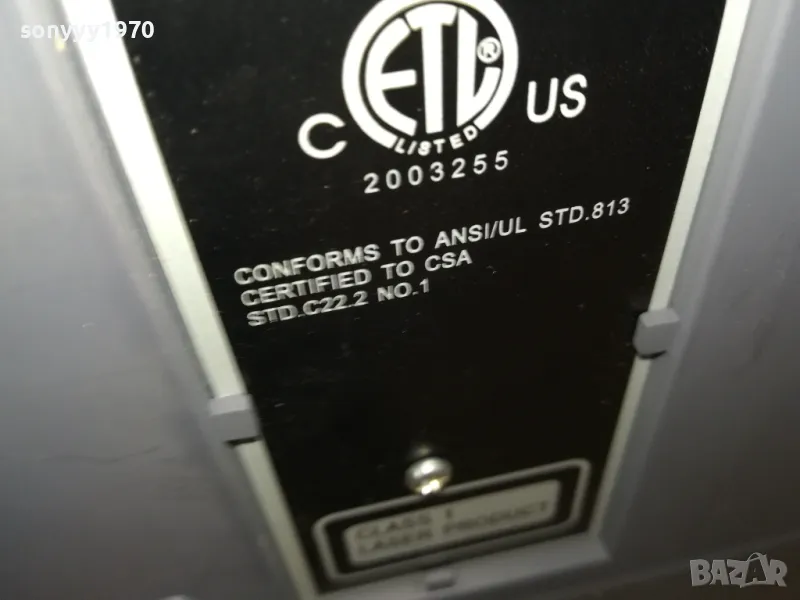 sonyyy1970
C ETL® US
LISTED
2003255
CONFORMS TO ANSI/UL STD.813
CERTIFIED TO CSA
STD.C22.2 NO.1
CLASS 1
LASER PRODUCT
BAZAR